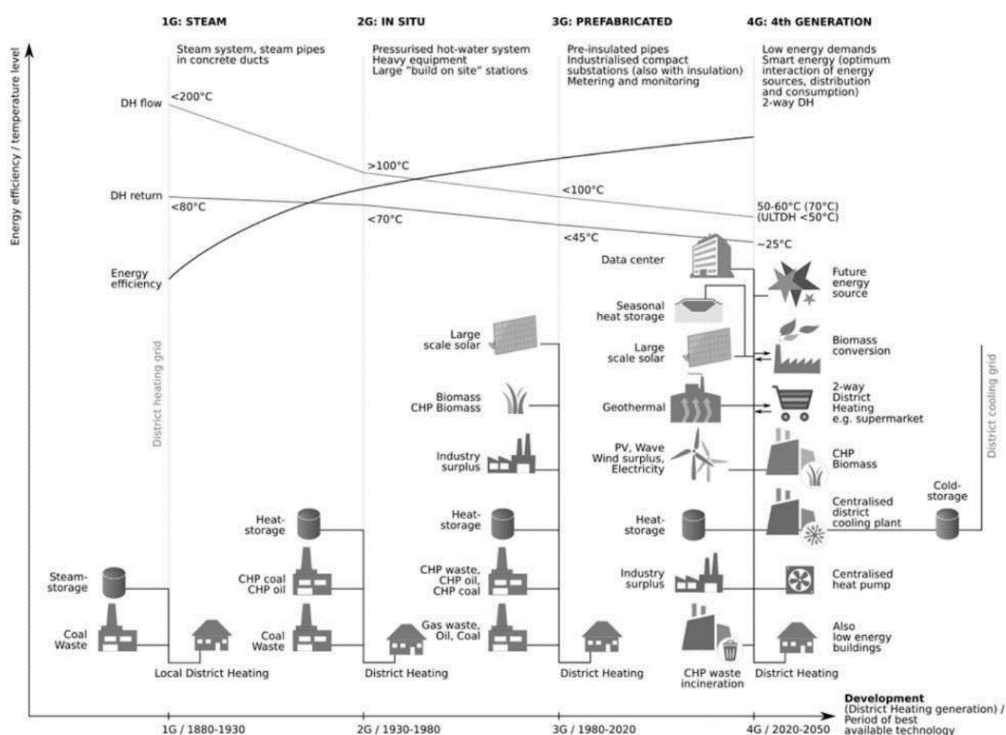 1G: STEAM
Steam system, steam pipes
in concrete ducts
2G: IN SITU
Pressurised hot-water system
Heavy equipment
Large "build on site" stations
3G: PREFABRICATED
Pre-insulated pipes
Industrialised compact
substations (also with insulation)
Metering and monitoring
4G: 4th GENERATION
Low energy demands
Smart energy (optimum
interaction of energy
sources, distribution
and consumption)
2-way DH
Energy efficiency / temperature level
DH flow
<200°C
>100°C
<100°C
50-60°C (70°C)
(ULTDH <50°C)
DH return
<80°C
<70°C
<45°C
~25°C
Energy
efficiency
District heating grid
Steam-
storage
Coal
Waste
Local District Heating
Heat-
storage
CHP coal
CHP oil
Coal
Waste
District Heating
Large
scale solar
Biomass
CHP Biomass
Industry
surplus
Heat-
storage
CHP waste,
CHP oil,
CHP coal
Gas waste,
Oil, Coal
District Heating
Data center
Seasonal
heat storage
Large
scale solar
Geothermal
PV, Wave
Wind surplus,
Electricity
Heat-
storage
Industry
surplus
CHP waste
incineration
Future
energy
source
Biomass
conversion
2-way
District
Heating
e.g. supermarket
CHP
Biomass
Centralised
district
cooling plant
Centralised
heat pump
Also
low energy
buildings
District Heating
Cold-
storage
District cooling grid
1G / 1880-1930
2G / 1930-1980
3G / 1980-2020
4G / 2020-2050
Development
(District Heating generation) /
Period of best
available technology